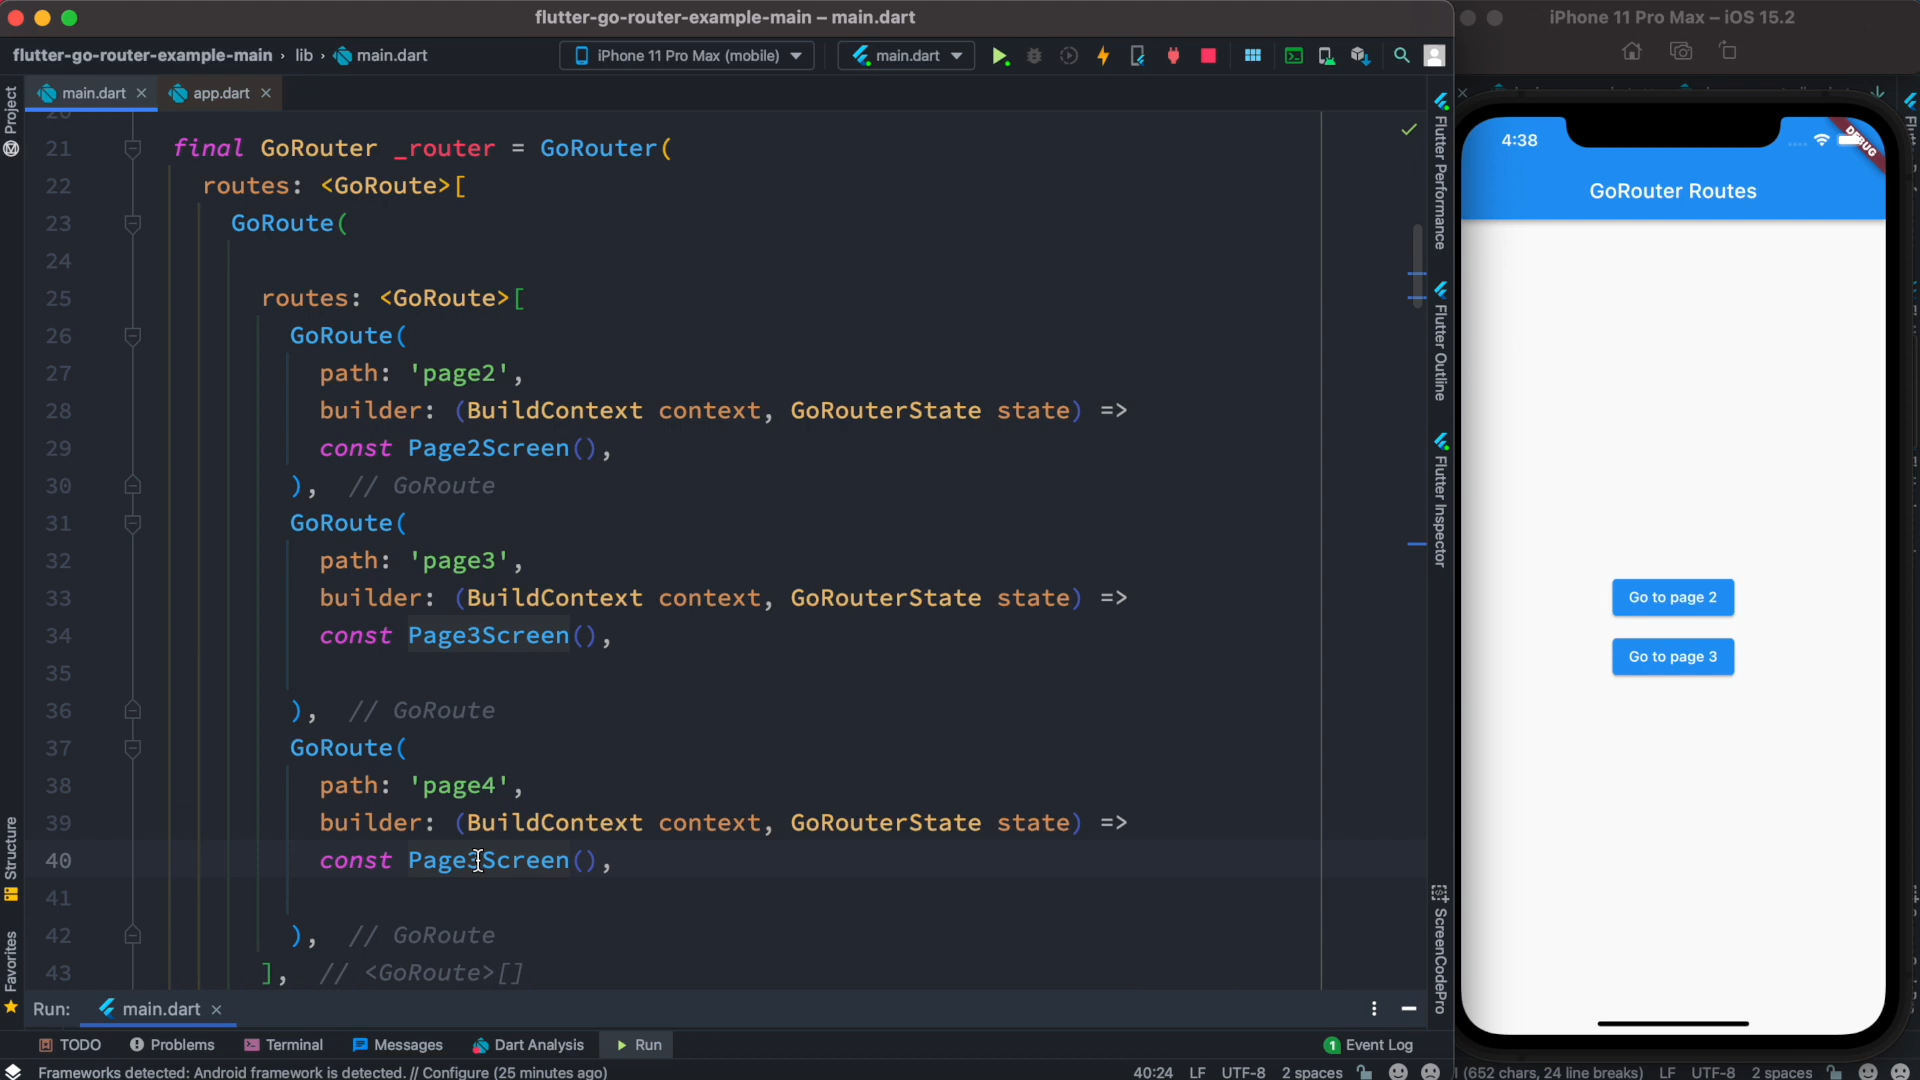 flutter-go-router-example-main – main.dart
iPhone 11 Pro Max – iOS 15.2
flutter-go-router-example-main › lib › main.dart
iPhone 11 Pro Max (mobile)
main.dart
main.dart
app.dart
Project
Structure
Favorites
Flutter Performance
Flutter Outline
Flutter Inspector
ScreenCodePro
21 final GoRouter _router = GoRouter(
22 routes: <GoRoute>[
23 GoRoute(
24
25 routes: <GoRoute>[
26 GoRoute(
27 path: 'page2',
28 builder: (BuildContext context, GoRouterState state) =>
29 const Page2Screen(),
30 ), // GoRoute
31 GoRoute(
32 path: 'page3',
33 builder: (BuildContext context, GoRouterState state) =>
34 const Page3Screen(),
35
36 ), // GoRoute
37 GoRoute(
38 path: 'page4',
39 builder: (BuildContext context, GoRouterState state) =>
40 const Page3Screen(),
41
42 ), // GoRoute
43 ], // <GoRoute>[]
4:38
DEBUG
GoRouter Routes
Go to page 2
Go to page 3
Run: main.dart
TODO Problems Terminal Messages Dart Analysis Run 1 Event Log
Frameworks detected: Android framework is detected. // Configure (25 minutes ago) 40:24 LF UTF-8 2 spaces
(652 chars, 24 line breaks) LF UTF-8 2 spaces